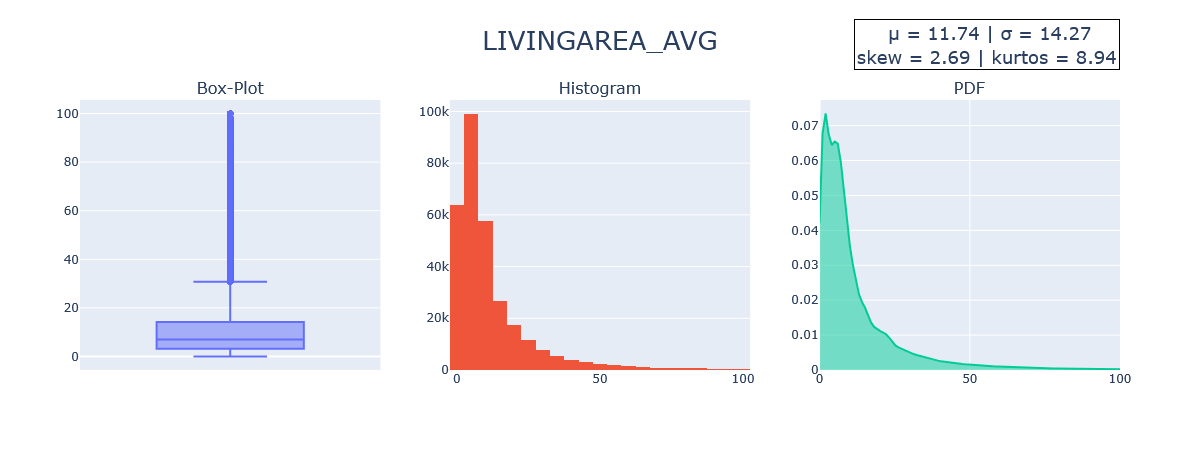 LIVINGAREA_AVG
μ = 11.74 | σ = 14.27
skew = 2.69 | kurtos = 8.94
Box-Plot
100
80
60
40
20
0
Histogram
100k
80k
60k
40k
20k
0
0
50
100
PDF
0.07
0.06
0.05
0.04
0.03
0.02
0.01
0
0
50
100